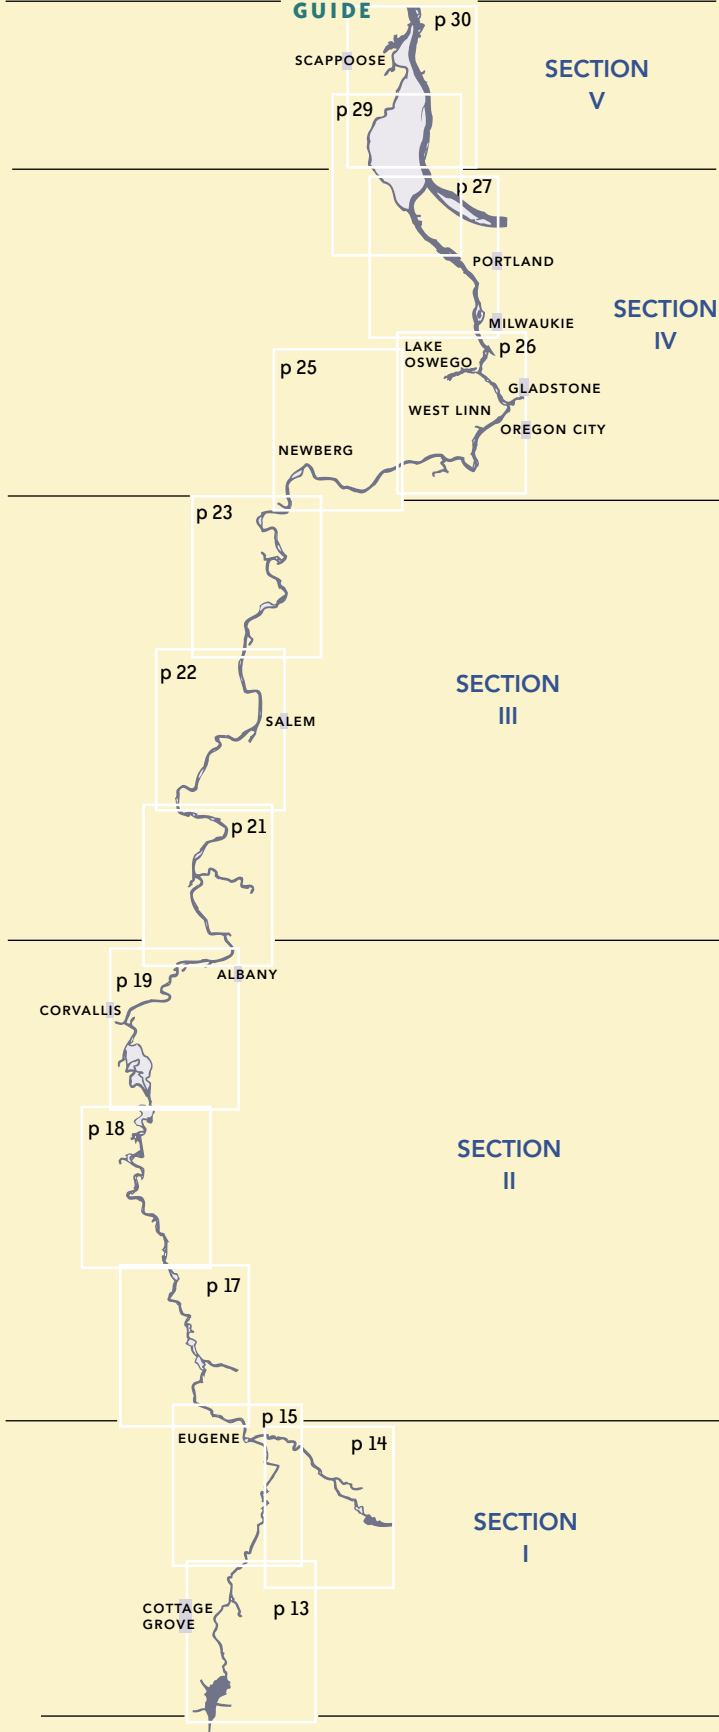 GUIDE
p 30
SCAPPOOSE
SECTION
V
p 29
p 27
PORTLAND
SECTION
IV
MILWAUKIE
LAKE
OSWEGO
p 26
p 25
GLADSTONE
WEST LINN
OREGON CITY
NEWBERG
p 23
p 22
SECTION
III
SALEM
p 21
ALBANY
p 19
CORVALLIS
p 18
SECTION
II
p 17
p 15
EUGENE
p 14
SECTION
I
COTTAGE
GROVE
p 13